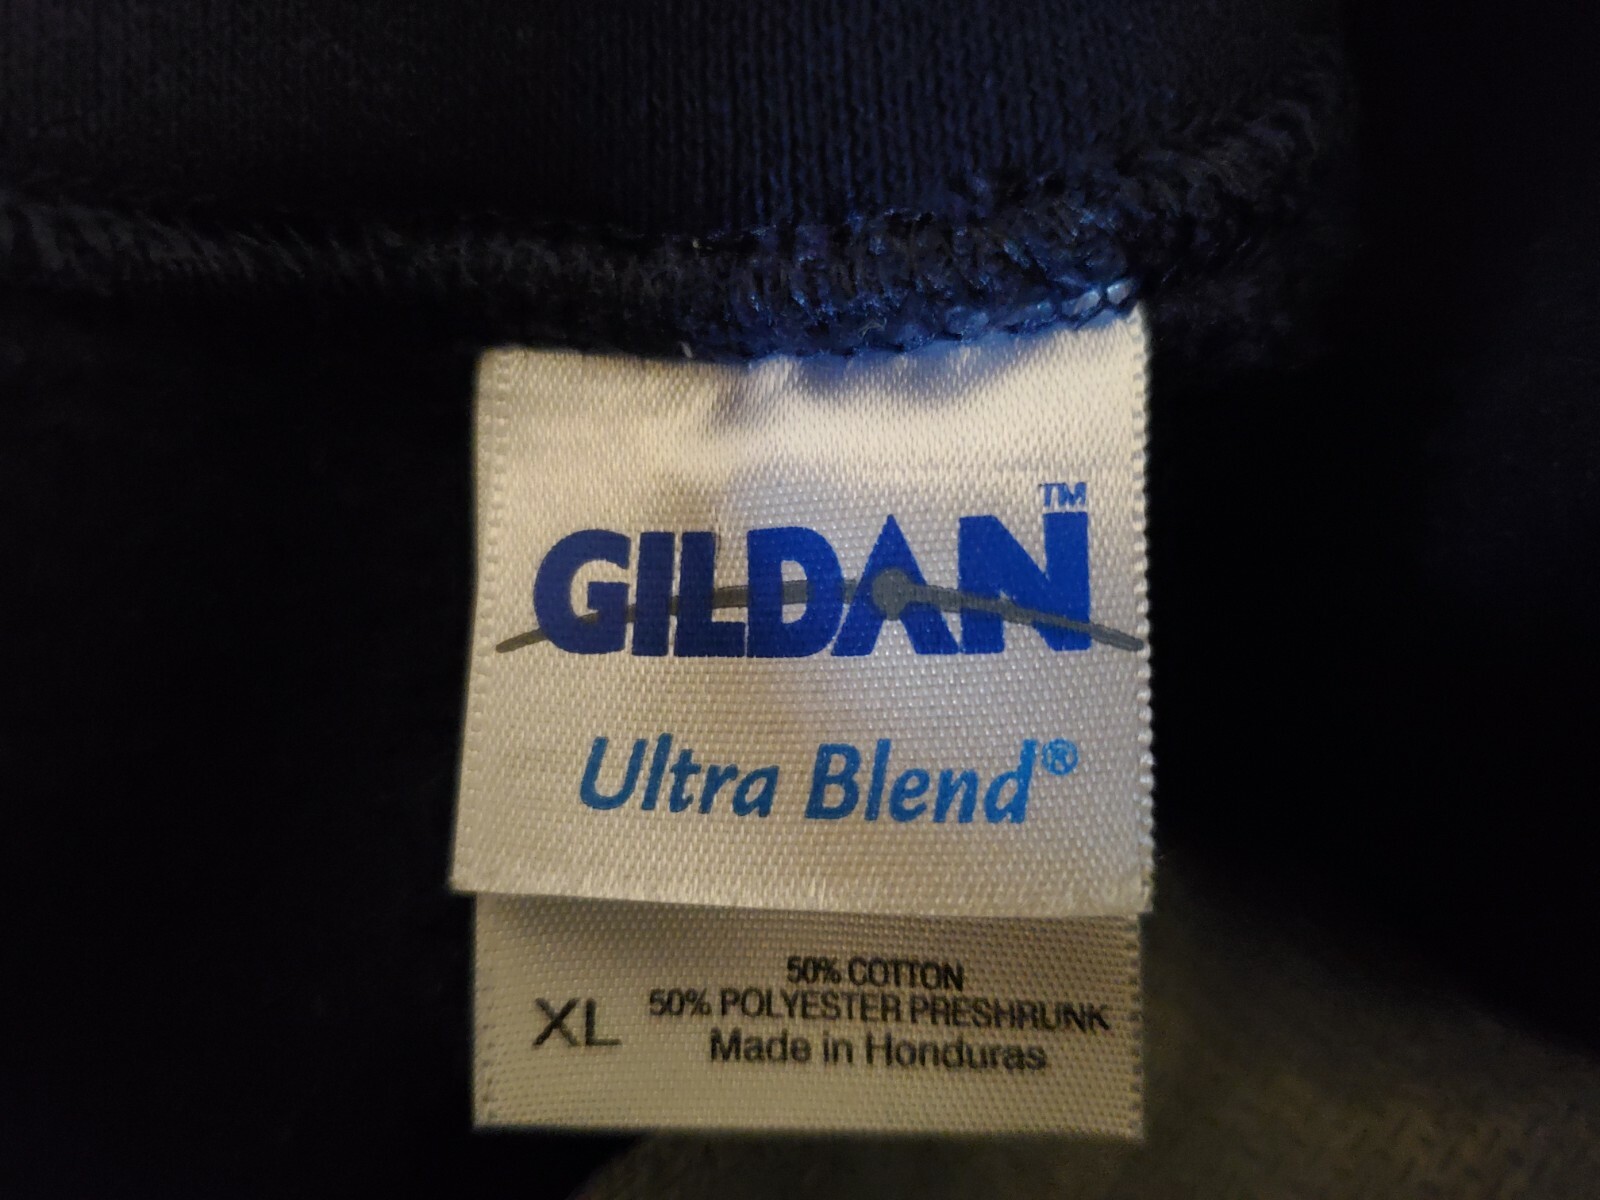 GILDAN™
Ultra Blend®
50% COTTON
50% POLYESTER PRESHRUNK
XL
Made in Honduras